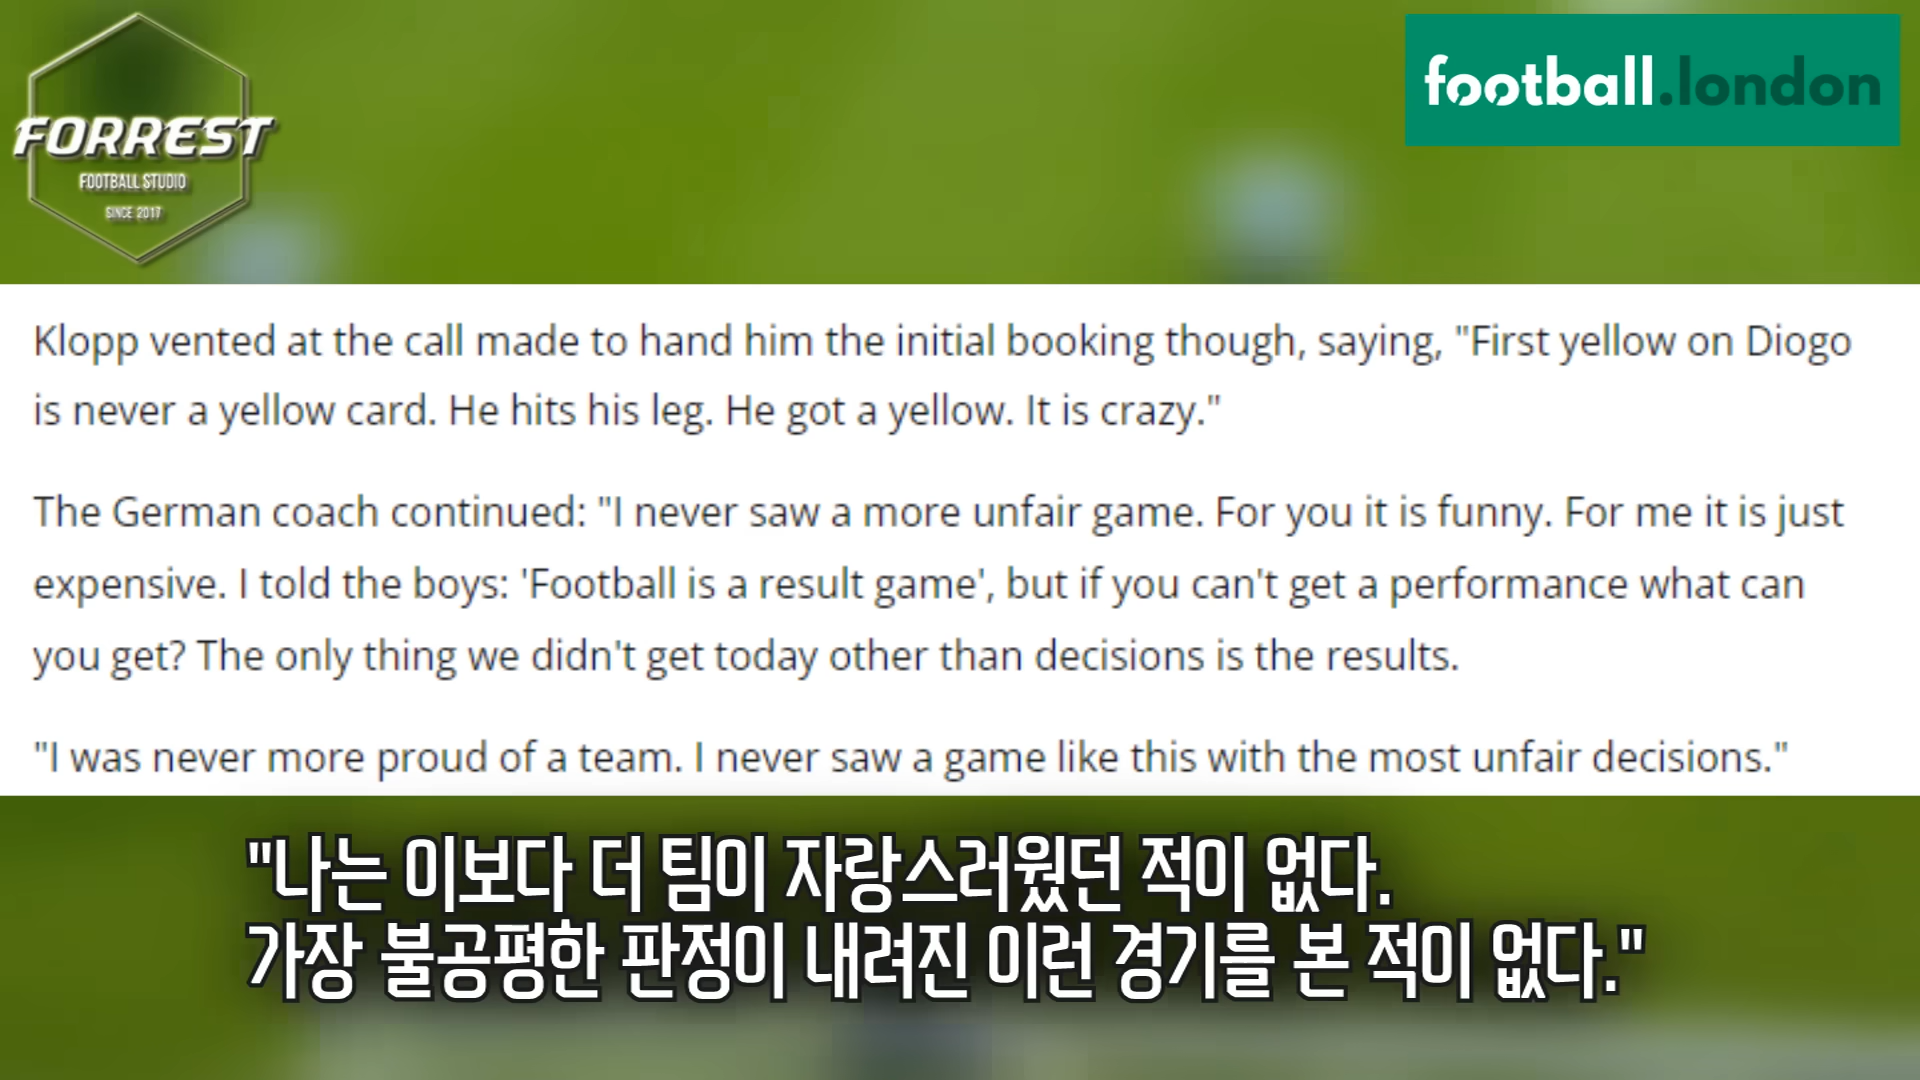 FORREST
FOOTBALL STUDIO
SINCE 2017
football.london
Klopp vented at the call made to hand him the initial booking though, saying, "First yellow on Diogo
is never a yellow card. He hits his leg. He got a yellow. It is crazy."
The German coach continued: "I never saw a more unfair game. For you it is funny. For me it is just
expensive. I told the boys: 'Football is a result game', but if you can't get a performance what can
you get? The only thing we didn't get today other than decisions is the results.
"I was never more proud of a team. I never saw a game like this with the most unfair decisions."
"나는 이보다 더 팀이 자랑스러웠던 적이 없다.
가장 불공평한 판정이 내려진 이런 경기를 본 적이 없다."